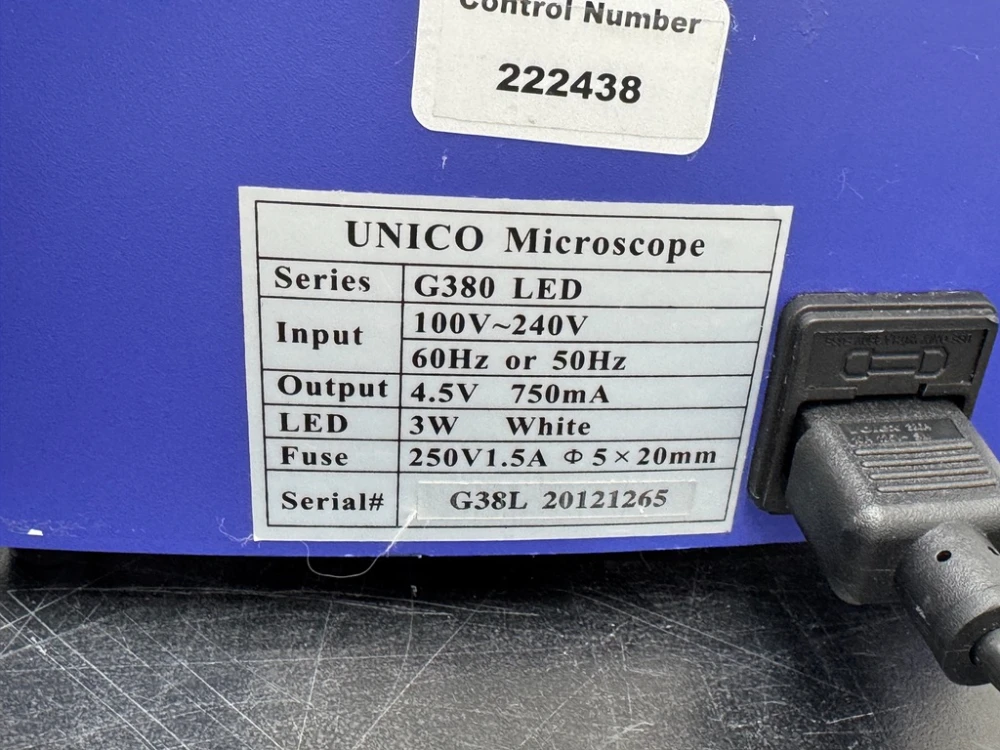 Control Number
222438
UNICO Microscope
Series G380 LED
Input 100V~240V
60Hz or 50Hz
Output 4.5V 750mA
LED 3W White
Fuse 250V1.5A Φ5×20mm
Serial# G38L 20121265